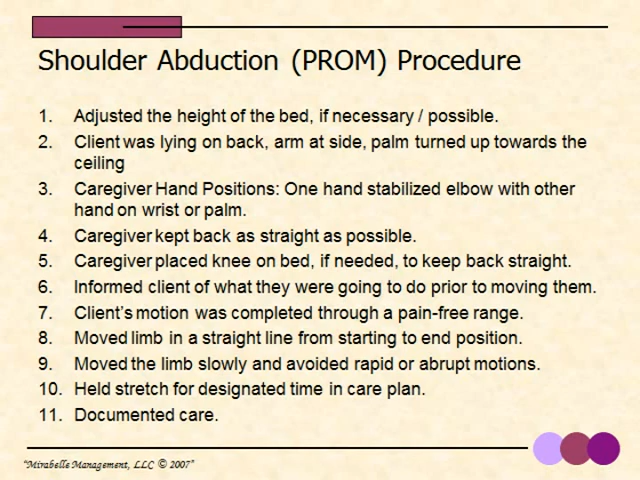 Shoulder Abduction (PROM) Procedure
1. Adjusted the height of the bed, if necessary / possible.
2. Client was lying on back, arm at side, palm turned up towards the
ceiling
3. Caregiver Hand Positions: One hand stabilized elbow with other
hand on wrist or palm.
4. Caregiver kept back as straight as possible.
5. Caregiver placed knee on bed, if needed, to keep back straight.
6. Informed client of what they were going to do prior to moving them.
7. Client's motion was completed through a pain-free range.
8. Moved limb in a straight line from starting to end position.
9. Moved the limb slowly and avoided rapid or abrupt motions.
10. Held stretch for designated time in care plan.
11. Documented care.
"Mirabelle Management, LLC © 2007"